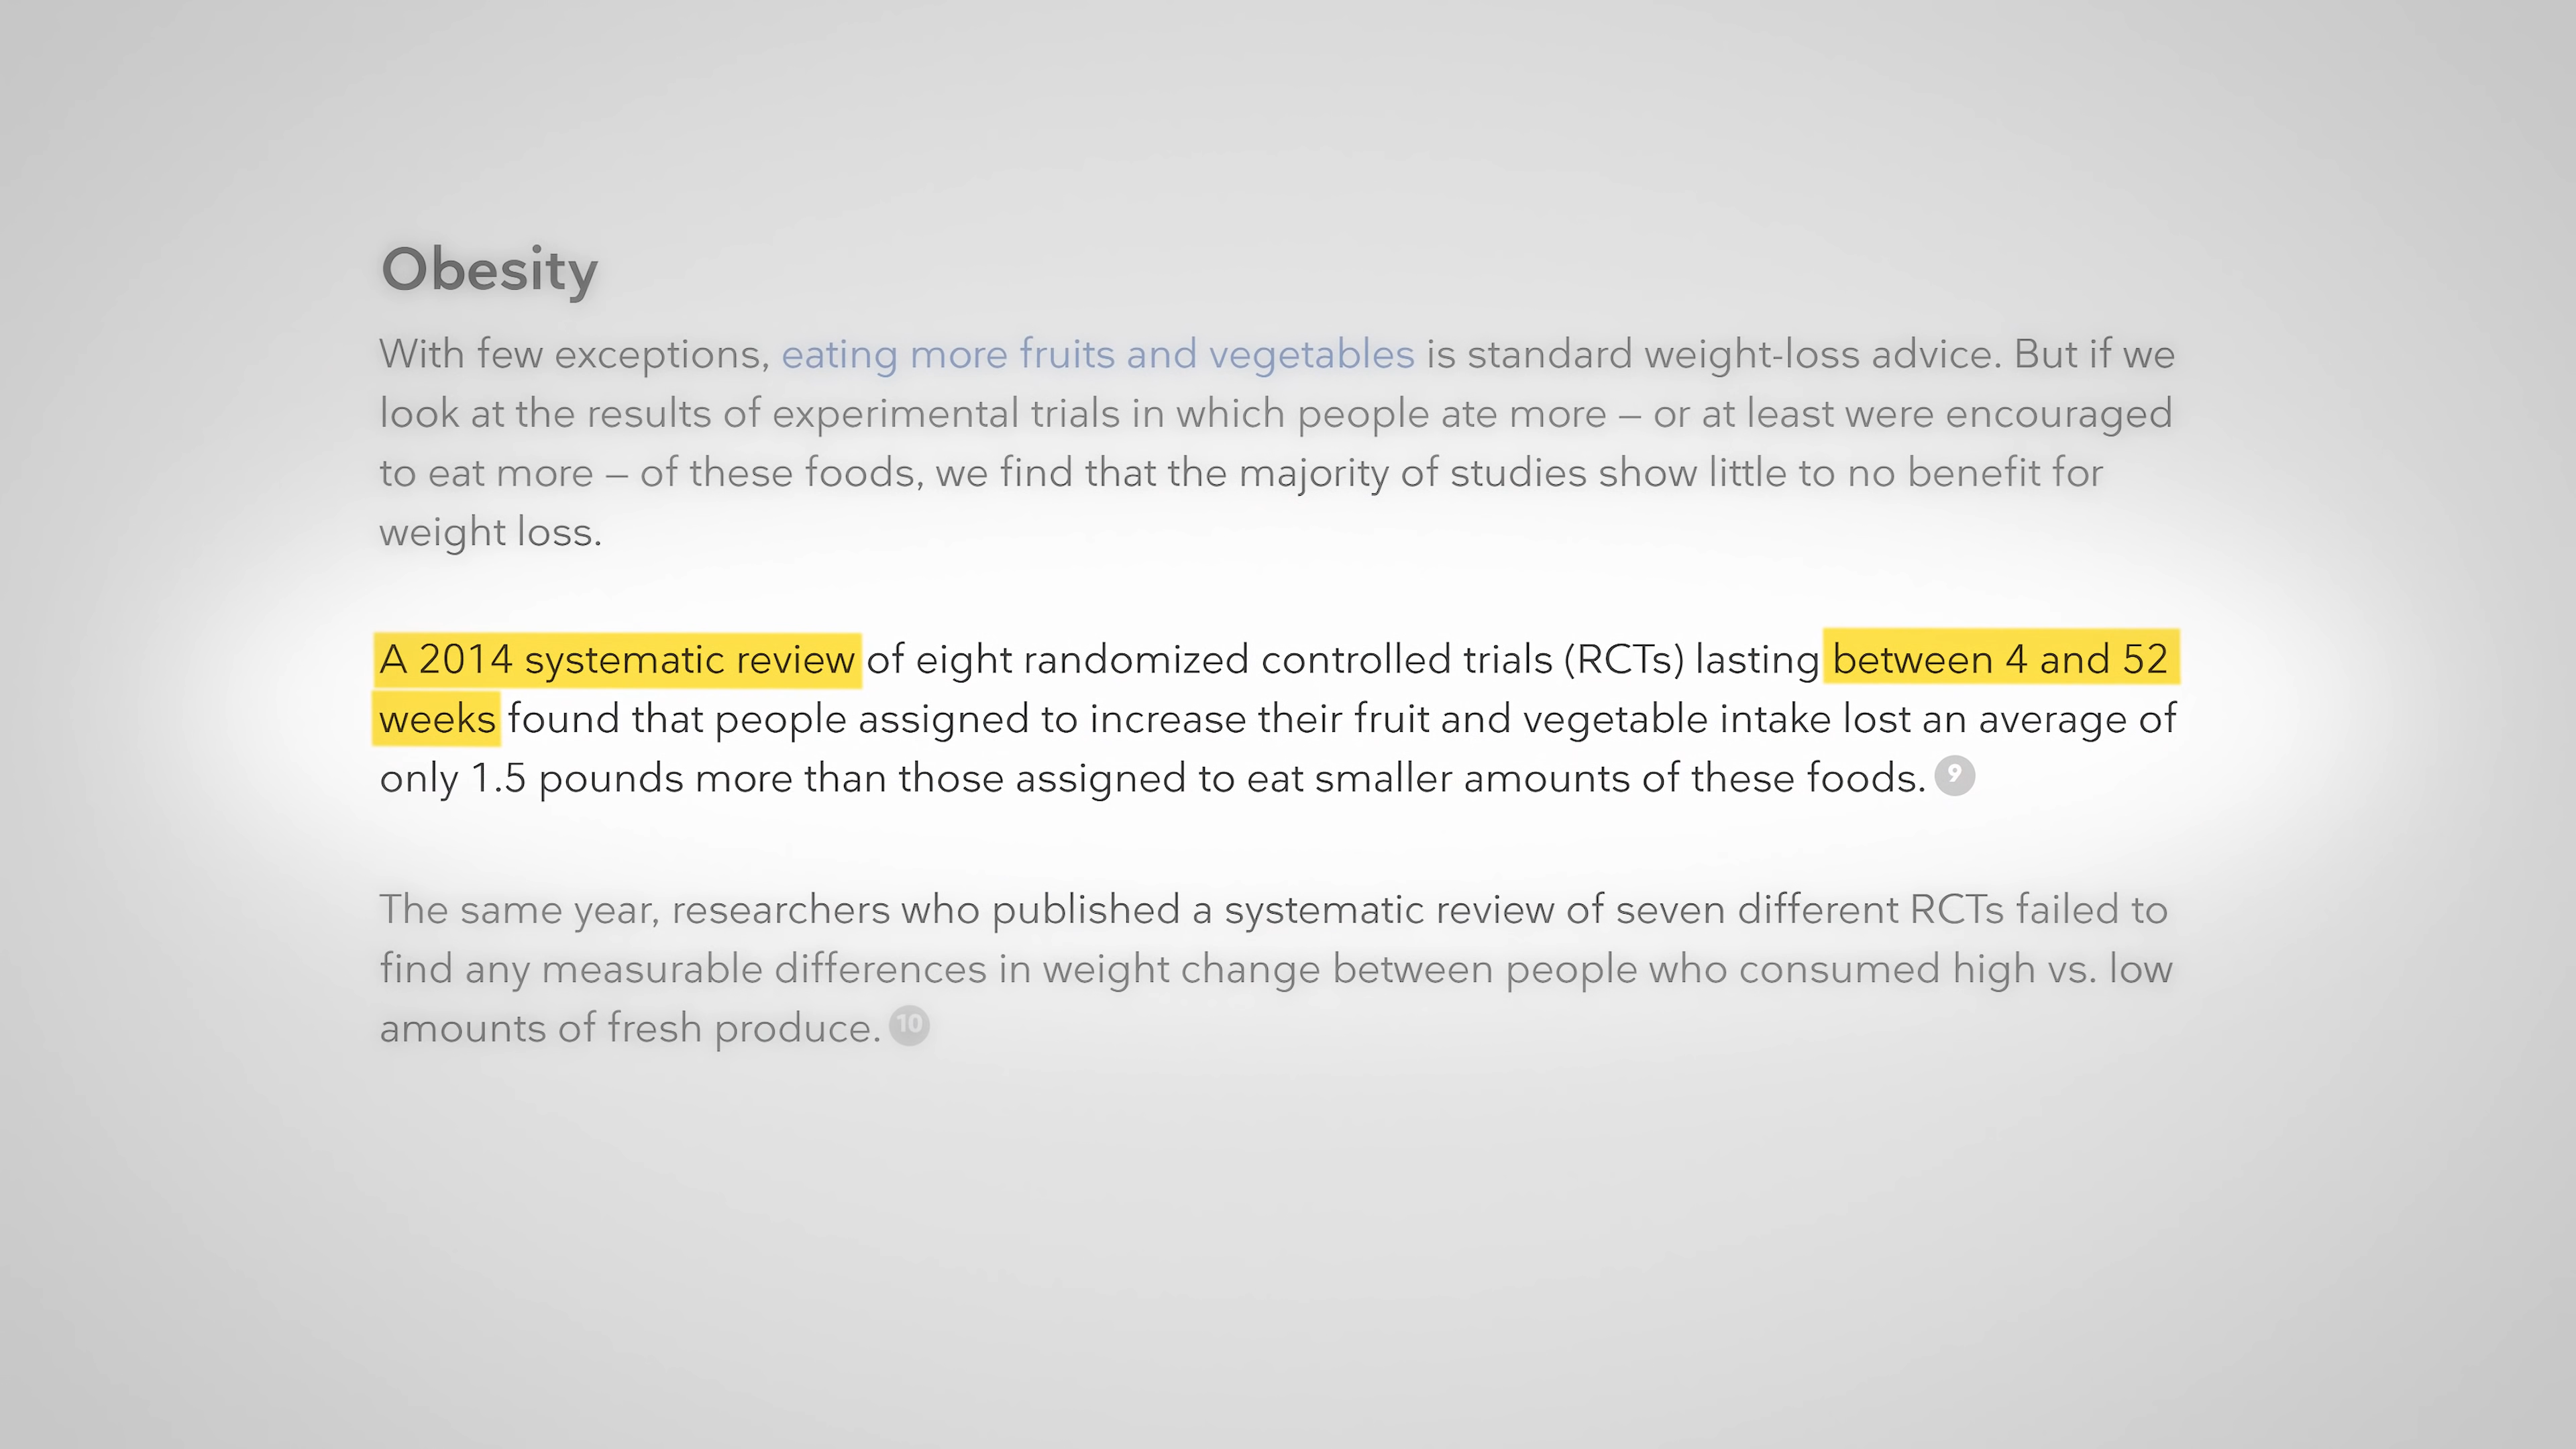 Obesity
With few exceptions, eating more fruits and vegetables is standard weight-loss advice. But if we
look at the results of experimental trials in which people ate more – or at least were encouraged
to eat more – of these foods, we find that the majority of studies show little to no benefit for
weight loss.
A 2014 systematic review of eight randomized controlled trials (RCTs) lasting between 4 and 52
weeks found that people assigned to increase their fruit and vegetable intake lost an average of
only 1.5 pounds more than those assigned to eat smaller amounts of these foods. 9
The same year, researchers who published a systematic review of seven different RCTs failed to
find any measurable differences in weight change between people who consumed high vs. low
amounts of fresh produce. 10